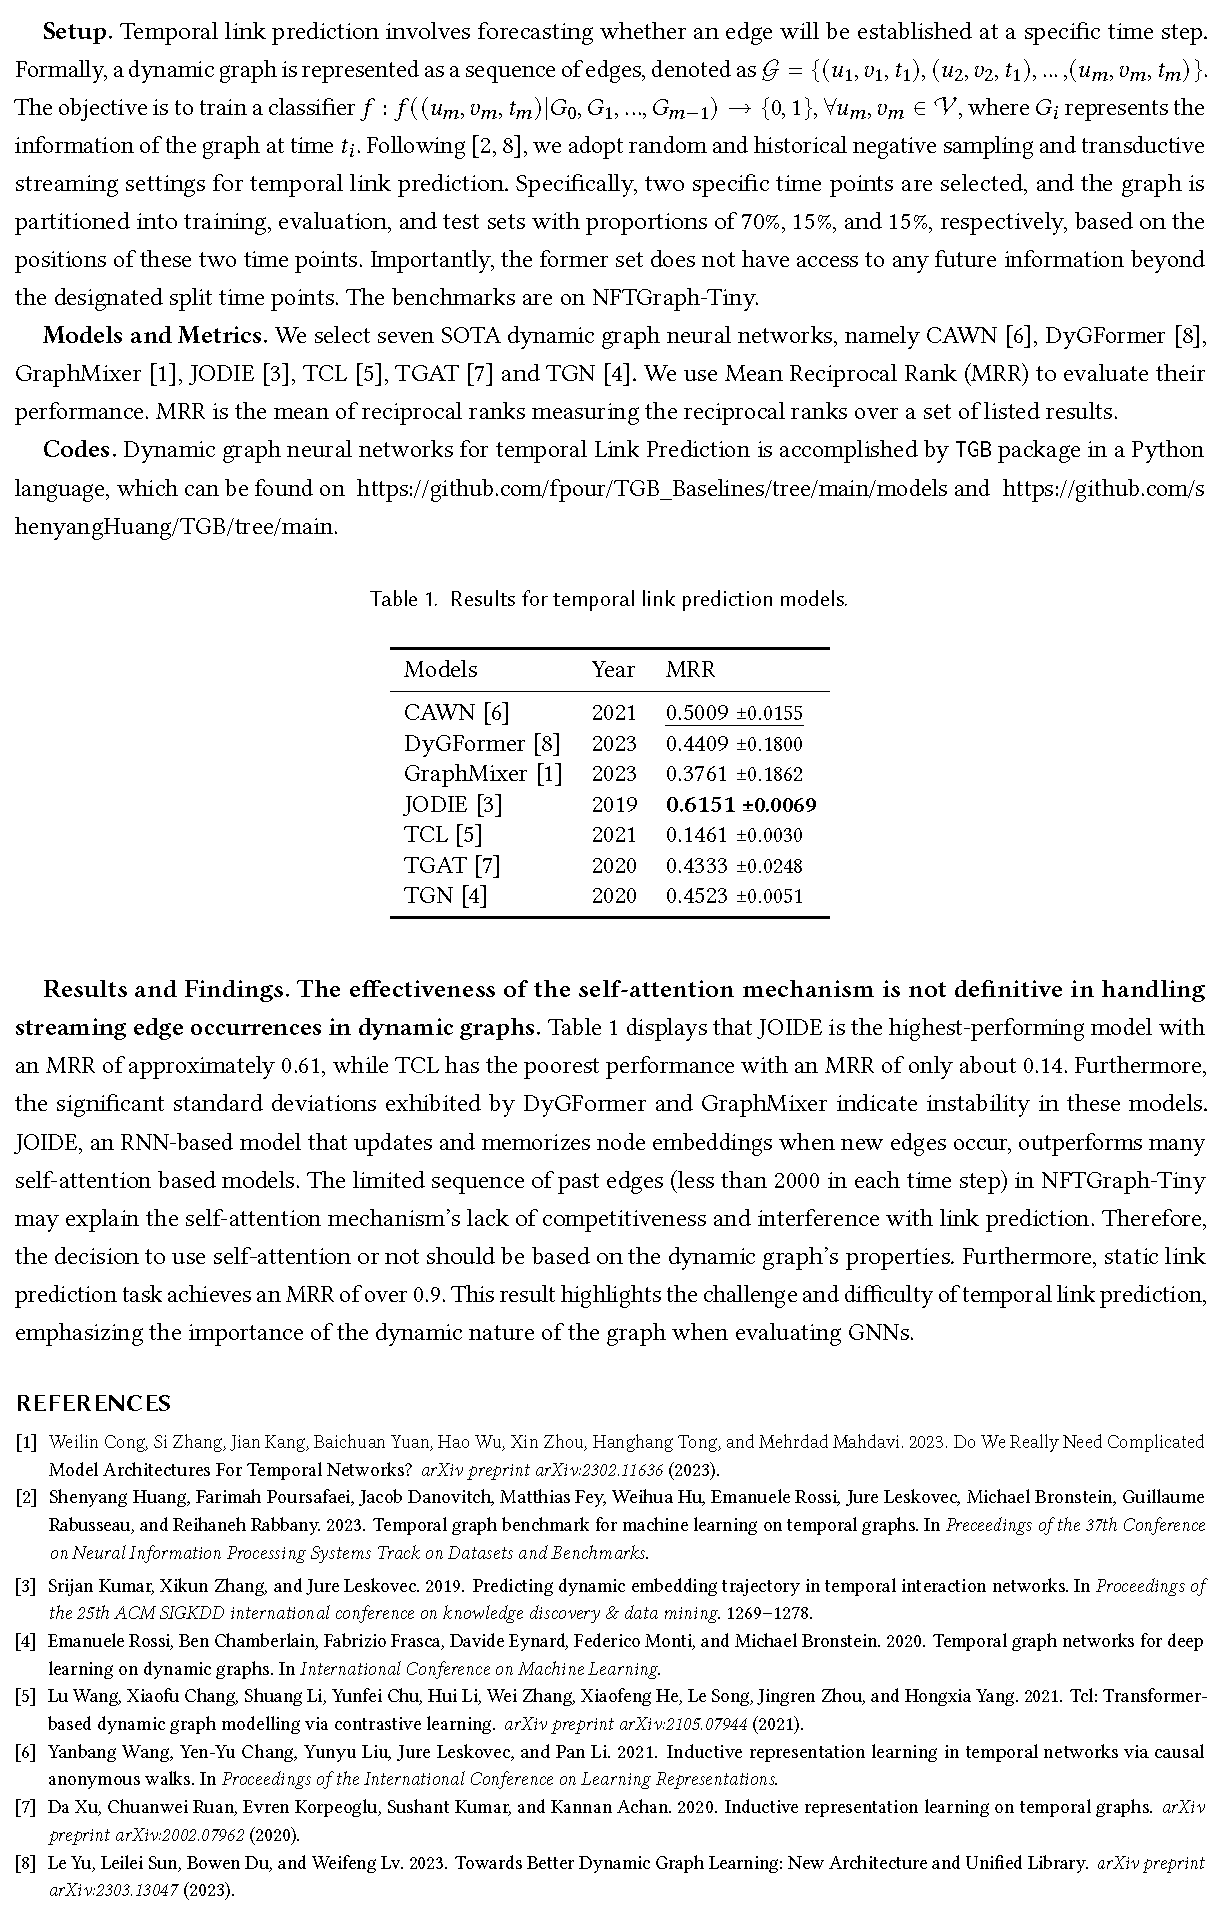 Setup. Temporal link prediction involves forecasting whether an edge will be established at a specific time step.
Formally, a dynamic graph is represented as a sequence of edges, denoted as 𝒢 = {(u₁, v₁, t₁), (u₂, v₂, t₁), ... ,(uₘ, vₘ, tₘ)}.
The objective is to train a classifier f : f((uₘ, vₘ, tₘ)|G₀, G₁, ..., Gₘ₋₁) → {0, 1}, ∀uₘ, vₘ ∈ 𝒱, where Gᵢ represents the
information of the graph at time tᵢ. Following [2, 8], we adopt random and historical negative sampling and transductive
streaming settings for temporal link prediction. Specifically, two specific time points are selected, and the graph is
partitioned into training, evaluation, and test sets with proportions of 70%, 15%, and 15%, respectively, based on the
positions of these two time points. Importantly, the former set does not have access to any future information beyond
the designated split time points. The benchmarks are on NFTGraph-Tiny.
Models and Metrics. We select seven SOTA dynamic graph neural networks, namely CAWN [6], DyGFormer [8],
GraphMixer [1], JODIE [3], TCL [5], TGAT [7] and TGN [4]. We use Mean Reciprocal Rank (MRR) to evaluate their
performance. MRR is the mean of reciprocal ranks measuring the reciprocal ranks over a set of listed results.
Codes. Dynamic graph neural networks for temporal Link Prediction is accomplished by TGB package in a Python
language, which can be found on https://github.com/fpour/TGB_Baselines/tree/main/models and https://github.com/s
henyangHuang/TGB/tree/main.
Table 1. Results for temporal link prediction models.
Models Year MRR
CAWN [6] 2021 0.5009 ±0.0155
DyGFormer [8] 2023 0.4409 ±0.1800
GraphMixer [1] 2023 0.3761 ±0.1862
JODIE [3] 2019 0.6151 ±0.0069
TCL [5] 2021 0.1461 ±0.0030
TGAT [7] 2020 0.4333 ±0.0248
TGN [4] 2020 0.4523 ±0.0051
Results and Findings. The effectiveness of the self-attention mechanism is not definitive in handling
streaming edge occurrences in dynamic graphs. Table 1 displays that JOIDE is the highest-performing model with
an MRR of approximately 0.61, while TCL has the poorest performance with an MRR of only about 0.14. Furthermore,
the significant standard deviations exhibited by DyGFormer and GraphMixer indicate instability in these models.
JOIDE, an RNN-based model that updates and memorizes node embeddings when new edges occur, outperforms many
self-attention based models. The limited sequence of past edges (less than 2000 in each time step) in NFTGraph-Tiny
may explain the self-attention mechanism's lack of competitiveness and interference with link prediction. Therefore,
the decision to use self-attention or not should be based on the dynamic graph's properties. Furthermore, static link
prediction task achieves an MRR of over 0.9. This result highlights the challenge and difficulty of temporal link prediction,
emphasizing the importance of the dynamic nature of the graph when evaluating GNNs.
REFERENCES
[1] Weilin Cong, Si Zhang, Jian Kang, Baichuan Yuan, Hao Wu, Xin Zhou, Hanghang Tong, and Mehrdad Mahdavi. 2023. Do We Really Need Complicated
Model Architectures For Temporal Networks? arXiv preprint arXiv:2302.11636 (2023).
[2] Shenyang Huang, Farimah Poursafaei, Jacob Danovitch, Matthias Fey, Weihua Hu, Emanuele Rossi, Jure Leskovec, Michael Bronstein, Guillaume
Rabusseau, and Reihaneh Rabbany. 2023. Temporal graph benchmark for machine learning on temporal graphs. In Preceedings of the 37th Conference
on Neural Information Processing Systems Track on Datasets and Benchmarks.
[3] Srijan Kumar, Xikun Zhang, and Jure Leskovec. 2019. Predicting dynamic embedding trajectory in temporal interaction networks. In Proceedings of
the 25th ACM SIGKDD international conference on knowledge discovery & data mining. 1269–1278.
[4] Emanuele Rossi, Ben Chamberlain, Fabrizio Frasca, Davide Eynard, Federico Monti, and Michael Bronstein. 2020. Temporal graph networks for deep
learning on dynamic graphs. In International Conference on Machine Learning.
[5] Lu Wang, Xiaofu Chang, Shuang Li, Yunfei Chu, Hui Li, Wei Zhang, Xiaofeng He, Le Song, Jingren Zhou, and Hongxia Yang. 2021. Tcl: Transformer-
based dynamic graph modelling via contrastive learning. arXiv preprint arXiv:2105.07944 (2021).
[6] Yanbang Wang, Yen-Yu Chang, Yunyu Liu, Jure Leskovec, and Pan Li. 2021. Inductive representation learning in temporal networks via causal
anonymous walks. In Proceedings of the International Conference on Learning Representations.
[7] Da Xu, Chuanwei Ruan, Evren Korpeoglu, Sushant Kumar, and Kannan Achan. 2020. Inductive representation learning on temporal graphs. arXiv
preprint arXiv:2002.07962 (2020).
[8] Le Yu, Leilei Sun, Bowen Du, and Weifeng Lv. 2023. Towards Better Dynamic Graph Learning: New Architecture and Unified Library. arXiv preprint
arXiv:2303.13047 (2023).